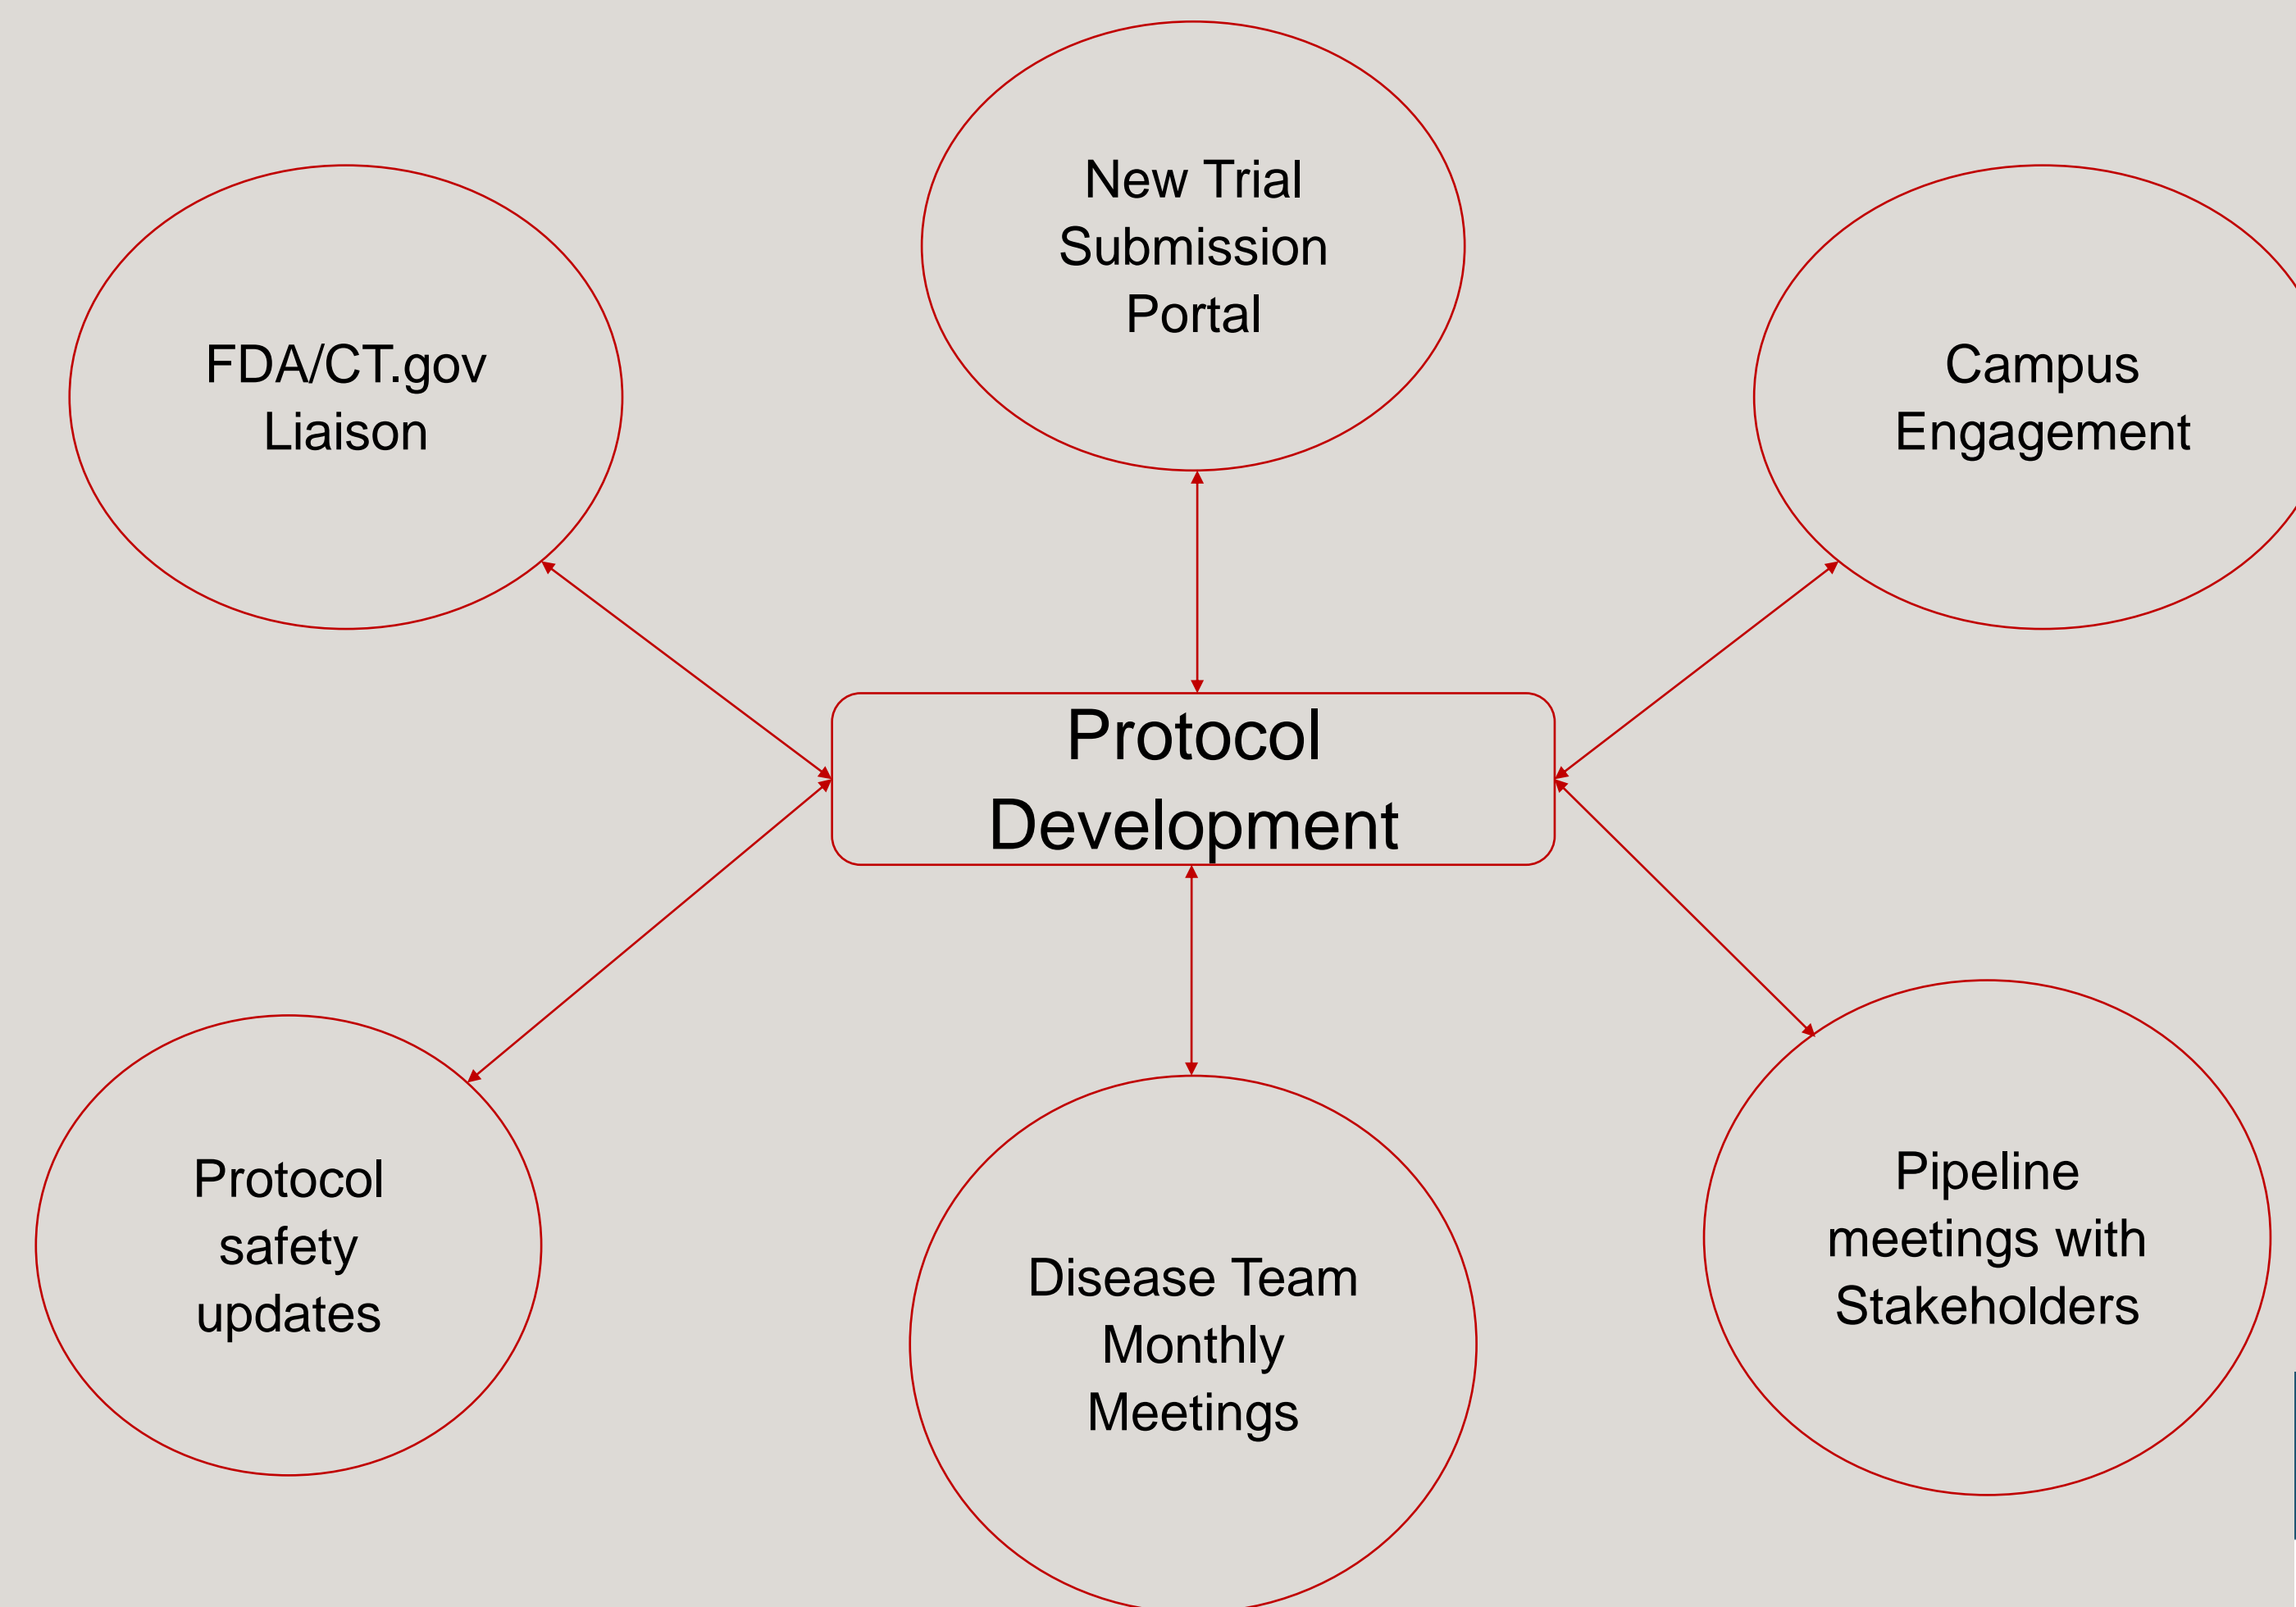 New Trial
Submission
Portal
FDA/CT.gov
Liaison
Campus
Engagement
Protocol
Development
Protocol
safety
updates
Disease Team
Monthly
Meetings
Pipeline
meetings with
Stakeholders